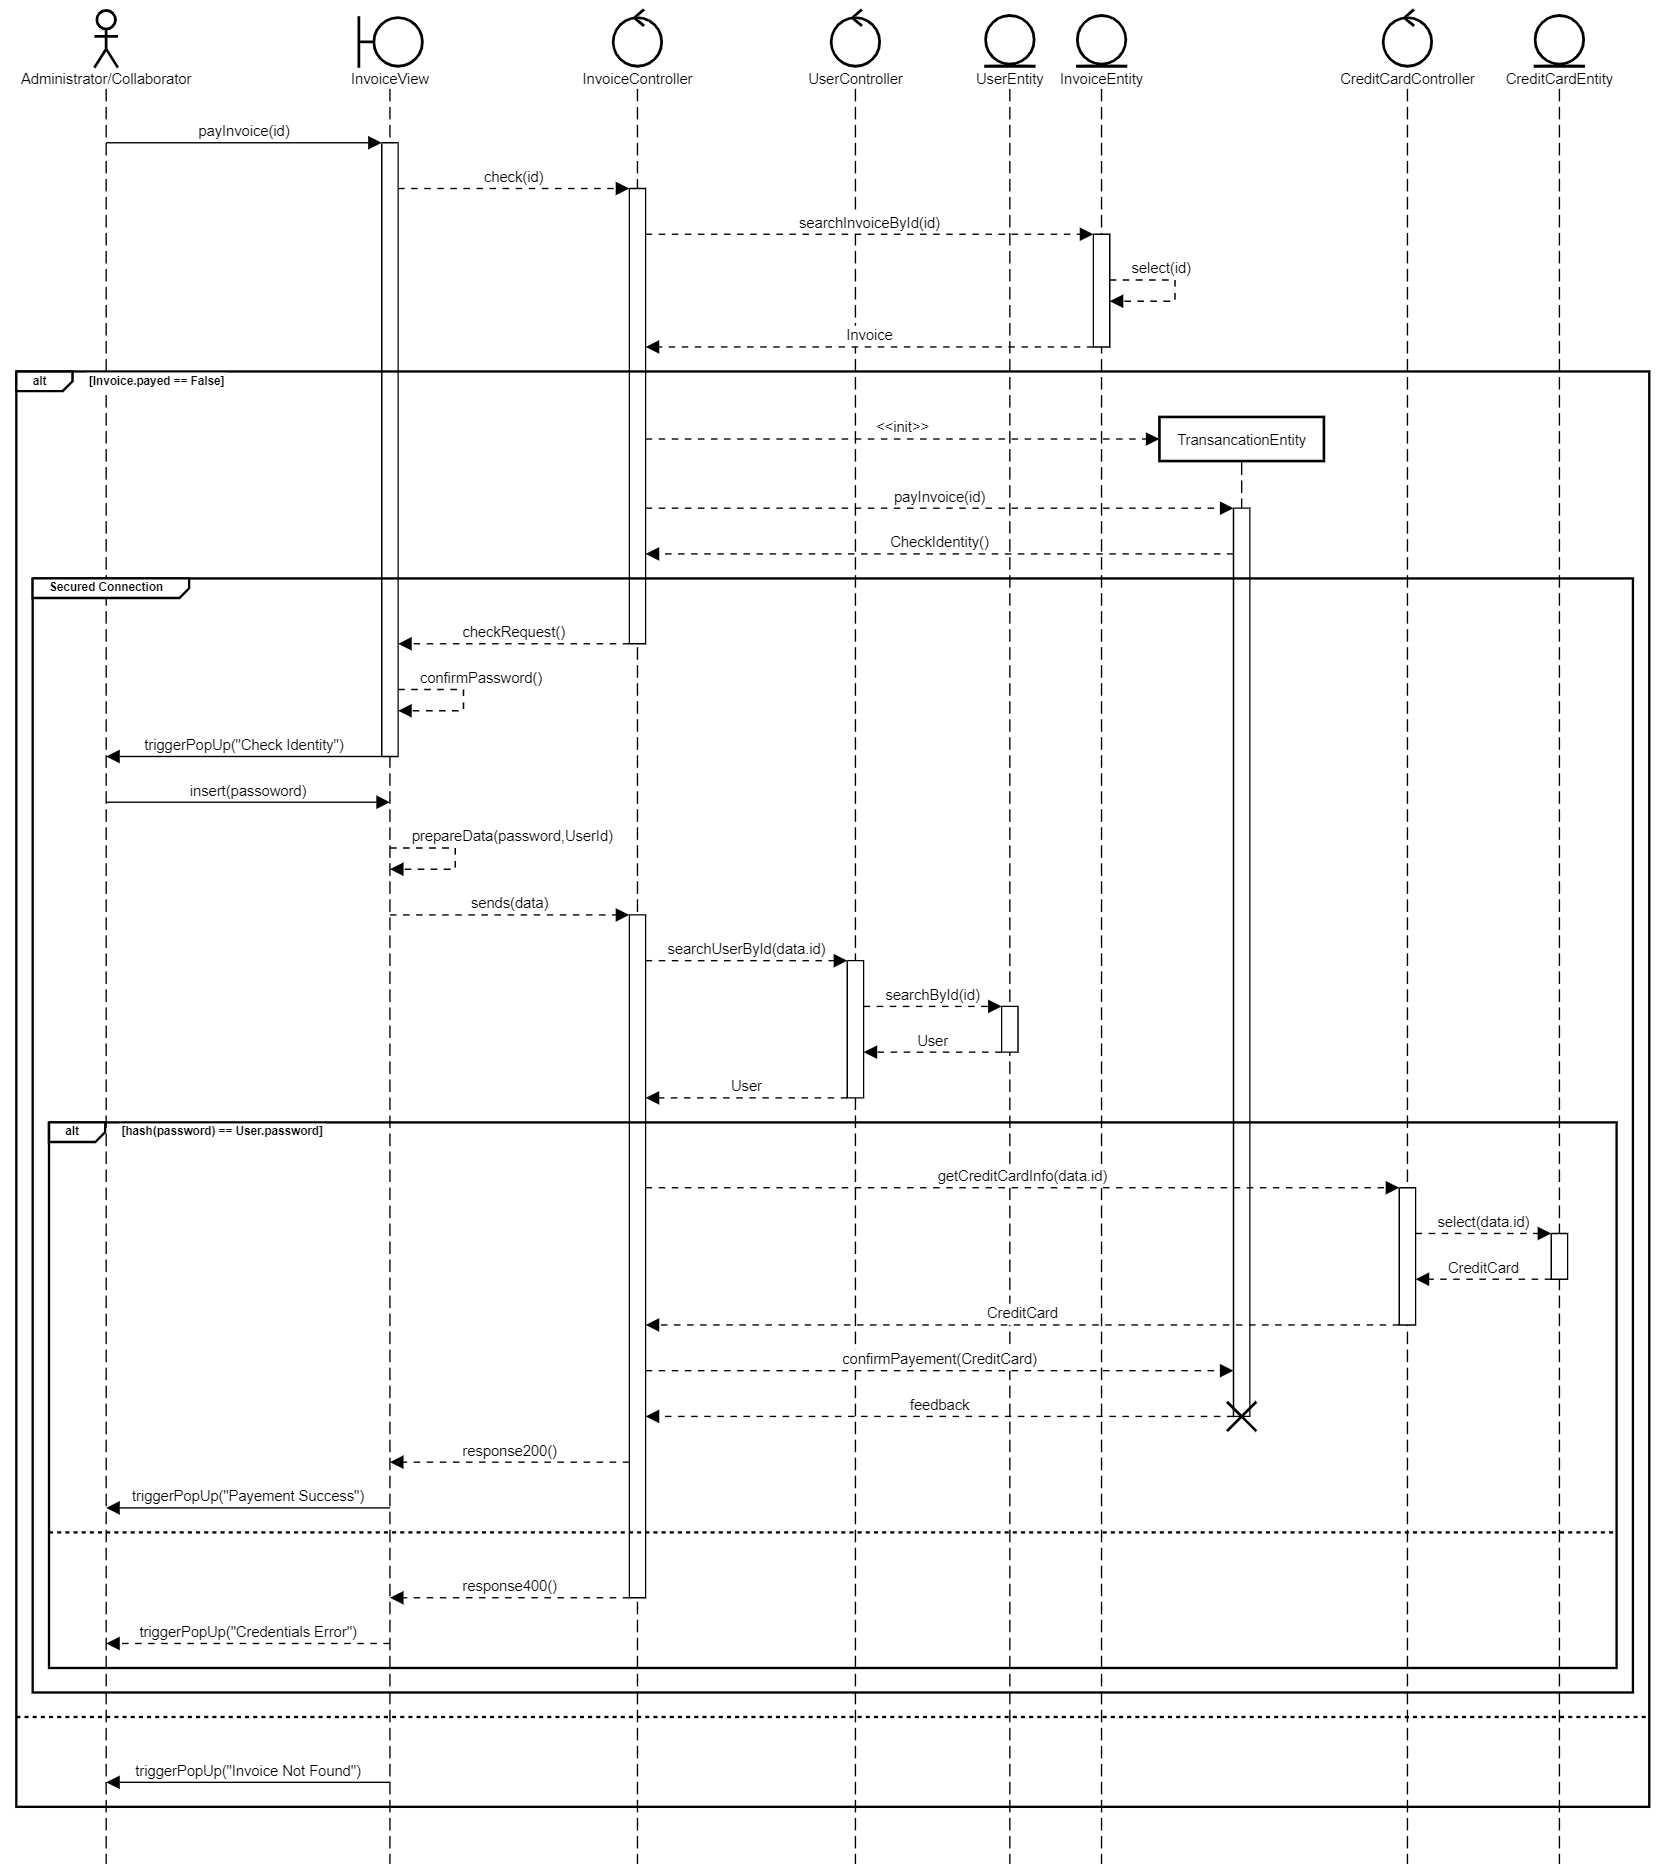 Administrator/Collaborator
InvoiceView
InvoiceController
UserController
UserEntity
InvoiceEntity
CreditCardController
CreditCardEntity
payInvoice(id)
check(id)
searchInvoiceById(id)
select(id)
Invoice
alt
[Invoice.payed == False]
<<init>>
TransancationEntity
payInvoice(id)
CheckIdentity()
Secured Connection
checkRequest()
confirmPassword()
triggerPopUp("Check Identity")
insert(passoword)
prepareData(password,UserId)
sends(data)
searchUserById(data.id)
searchById(id)
User
User
alt
[hash(password) == User.password]
getCreditCardInfo(data.id)
select(data.id)
CreditCard
CreditCard
confirmPayement(CreditCard)
feedback
response200()
triggerPopUp("Payement Success")
response400()
triggerPopUp("Credentials Error")
triggerPopUp("Invoice Not Found")